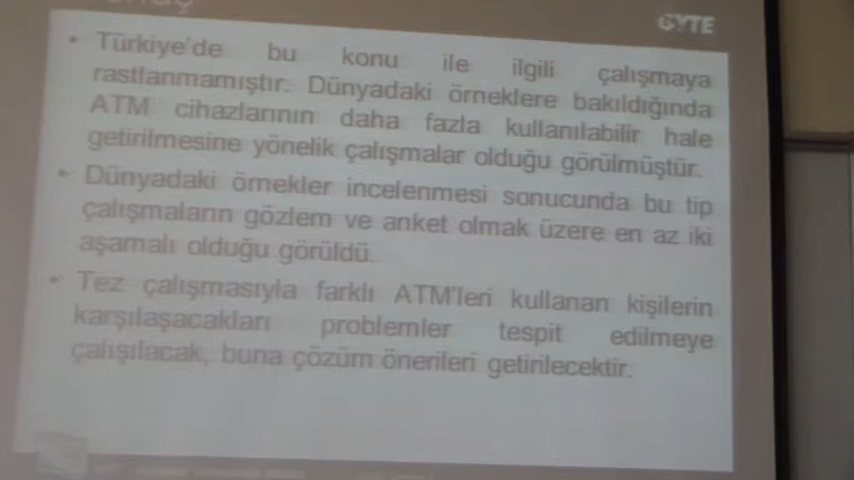 GYTE
• Türkiye'de bu konu ile ilgili çalışmaya
rastlanmamıştır. Dünyadaki örneklere bakıldığında
ATM cihazlarının daha fazla kullanılabilir hale
getirilmesine yönelik çalışmalar olduğu görülmüştür.
• Dünyadaki örnekler incelenmesi sonucunda bu tip
çalışmaların gözlem ve anket olmak üzere en az iki
aşamalı olduğu görüldü.
• Tez çalışmasıyla farklı ATM'leri kullanan kişilerin
karşılaşacakları problemler tespit edilmeye
çalışılacak, buna çözüm önerileri getirilecektir.